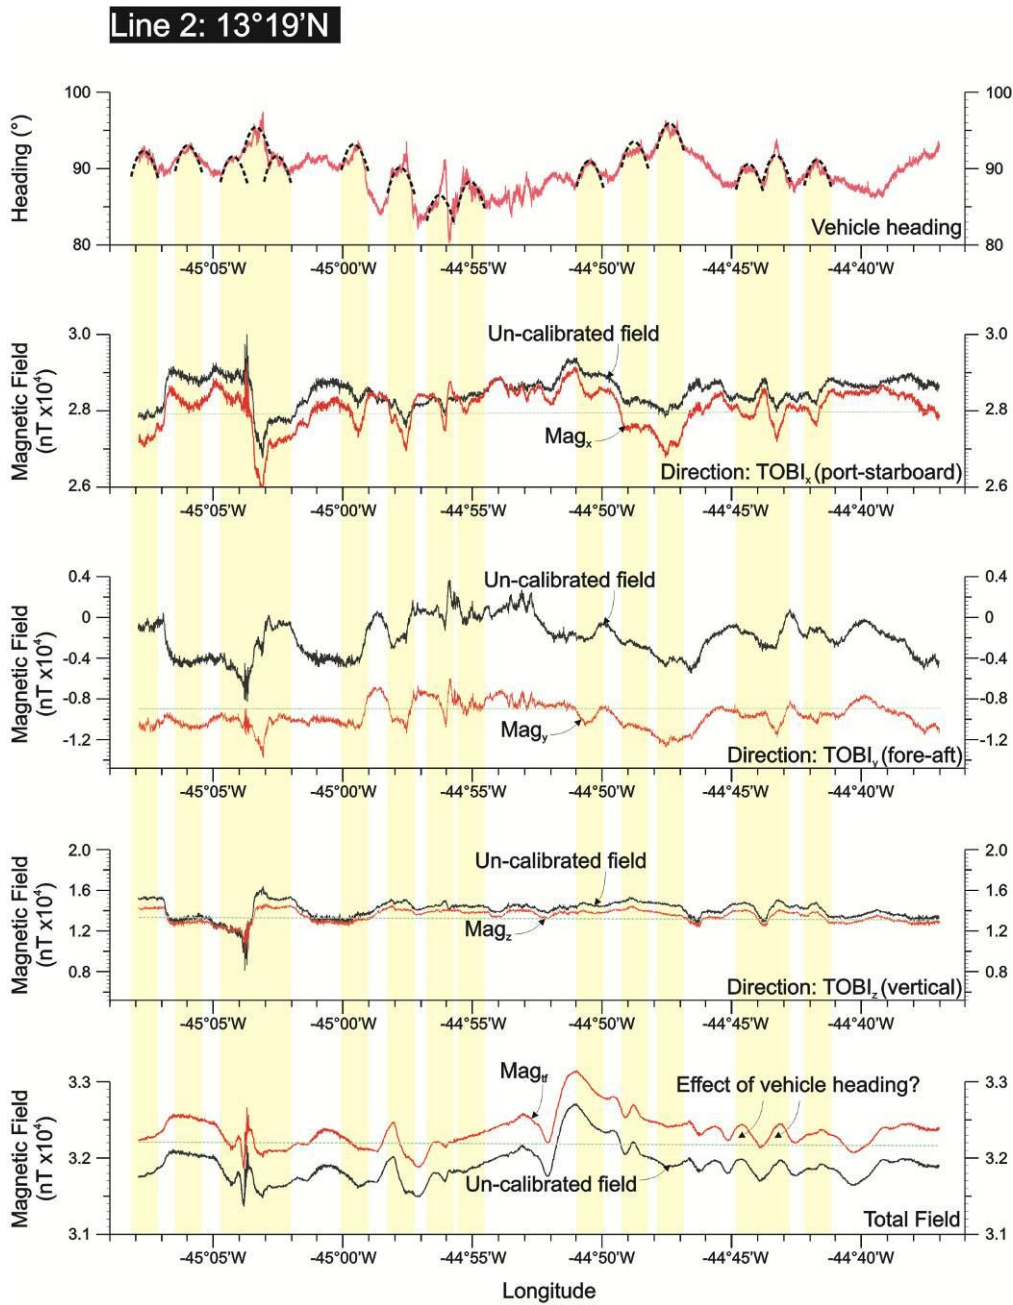 Line 2: 13°19'N
100
100
Heading (°)
90
90
80
80
Vehicle heading
-45°05'W -45°00'W -44°55'W -44°50'W -44°45'W -44°40'W
Magnetic Field
(nT x10⁴)
3.0
3.0
Un-calibrated field
2.8
2.8
Magx
2.6
2.6
Direction: TOBIx (port-starboard)
-45°05'W -45°00'W -44°55'W -44°50'W -44°45'W -44°40'W
Magnetic Field
(nT x10⁴)
0.4
0.4
Un-calibrated field
0
0
-0.4
-0.4
-0.8
-0.8
Magy
-1.2
-1.2
Direction: TOBIy (fore-aft)
-45°05'W -45°00'W -44°55'W -44°50'W -44°45'W -44°40'W
Magnetic Field
(nT x10⁴)
2.0
2.0
Un-calibrated field
1.6
1.6
1.2
1.2
Magz
0.8
0.8
Direction: TOBIz (vertical)
-45°05'W -45°00'W -44°55'W -44°50'W -44°45'W -44°40'W
Magnetic Field
(nT x10⁴)
3.3
3.3
Magtf
Effect of vehicle heading?
3.2
3.2
Un-calibrated field
3.1
3.1
Total Field
-45°05'W -45°00'W -44°55'W -44°50'W -44°45'W -44°40'W
Longitude